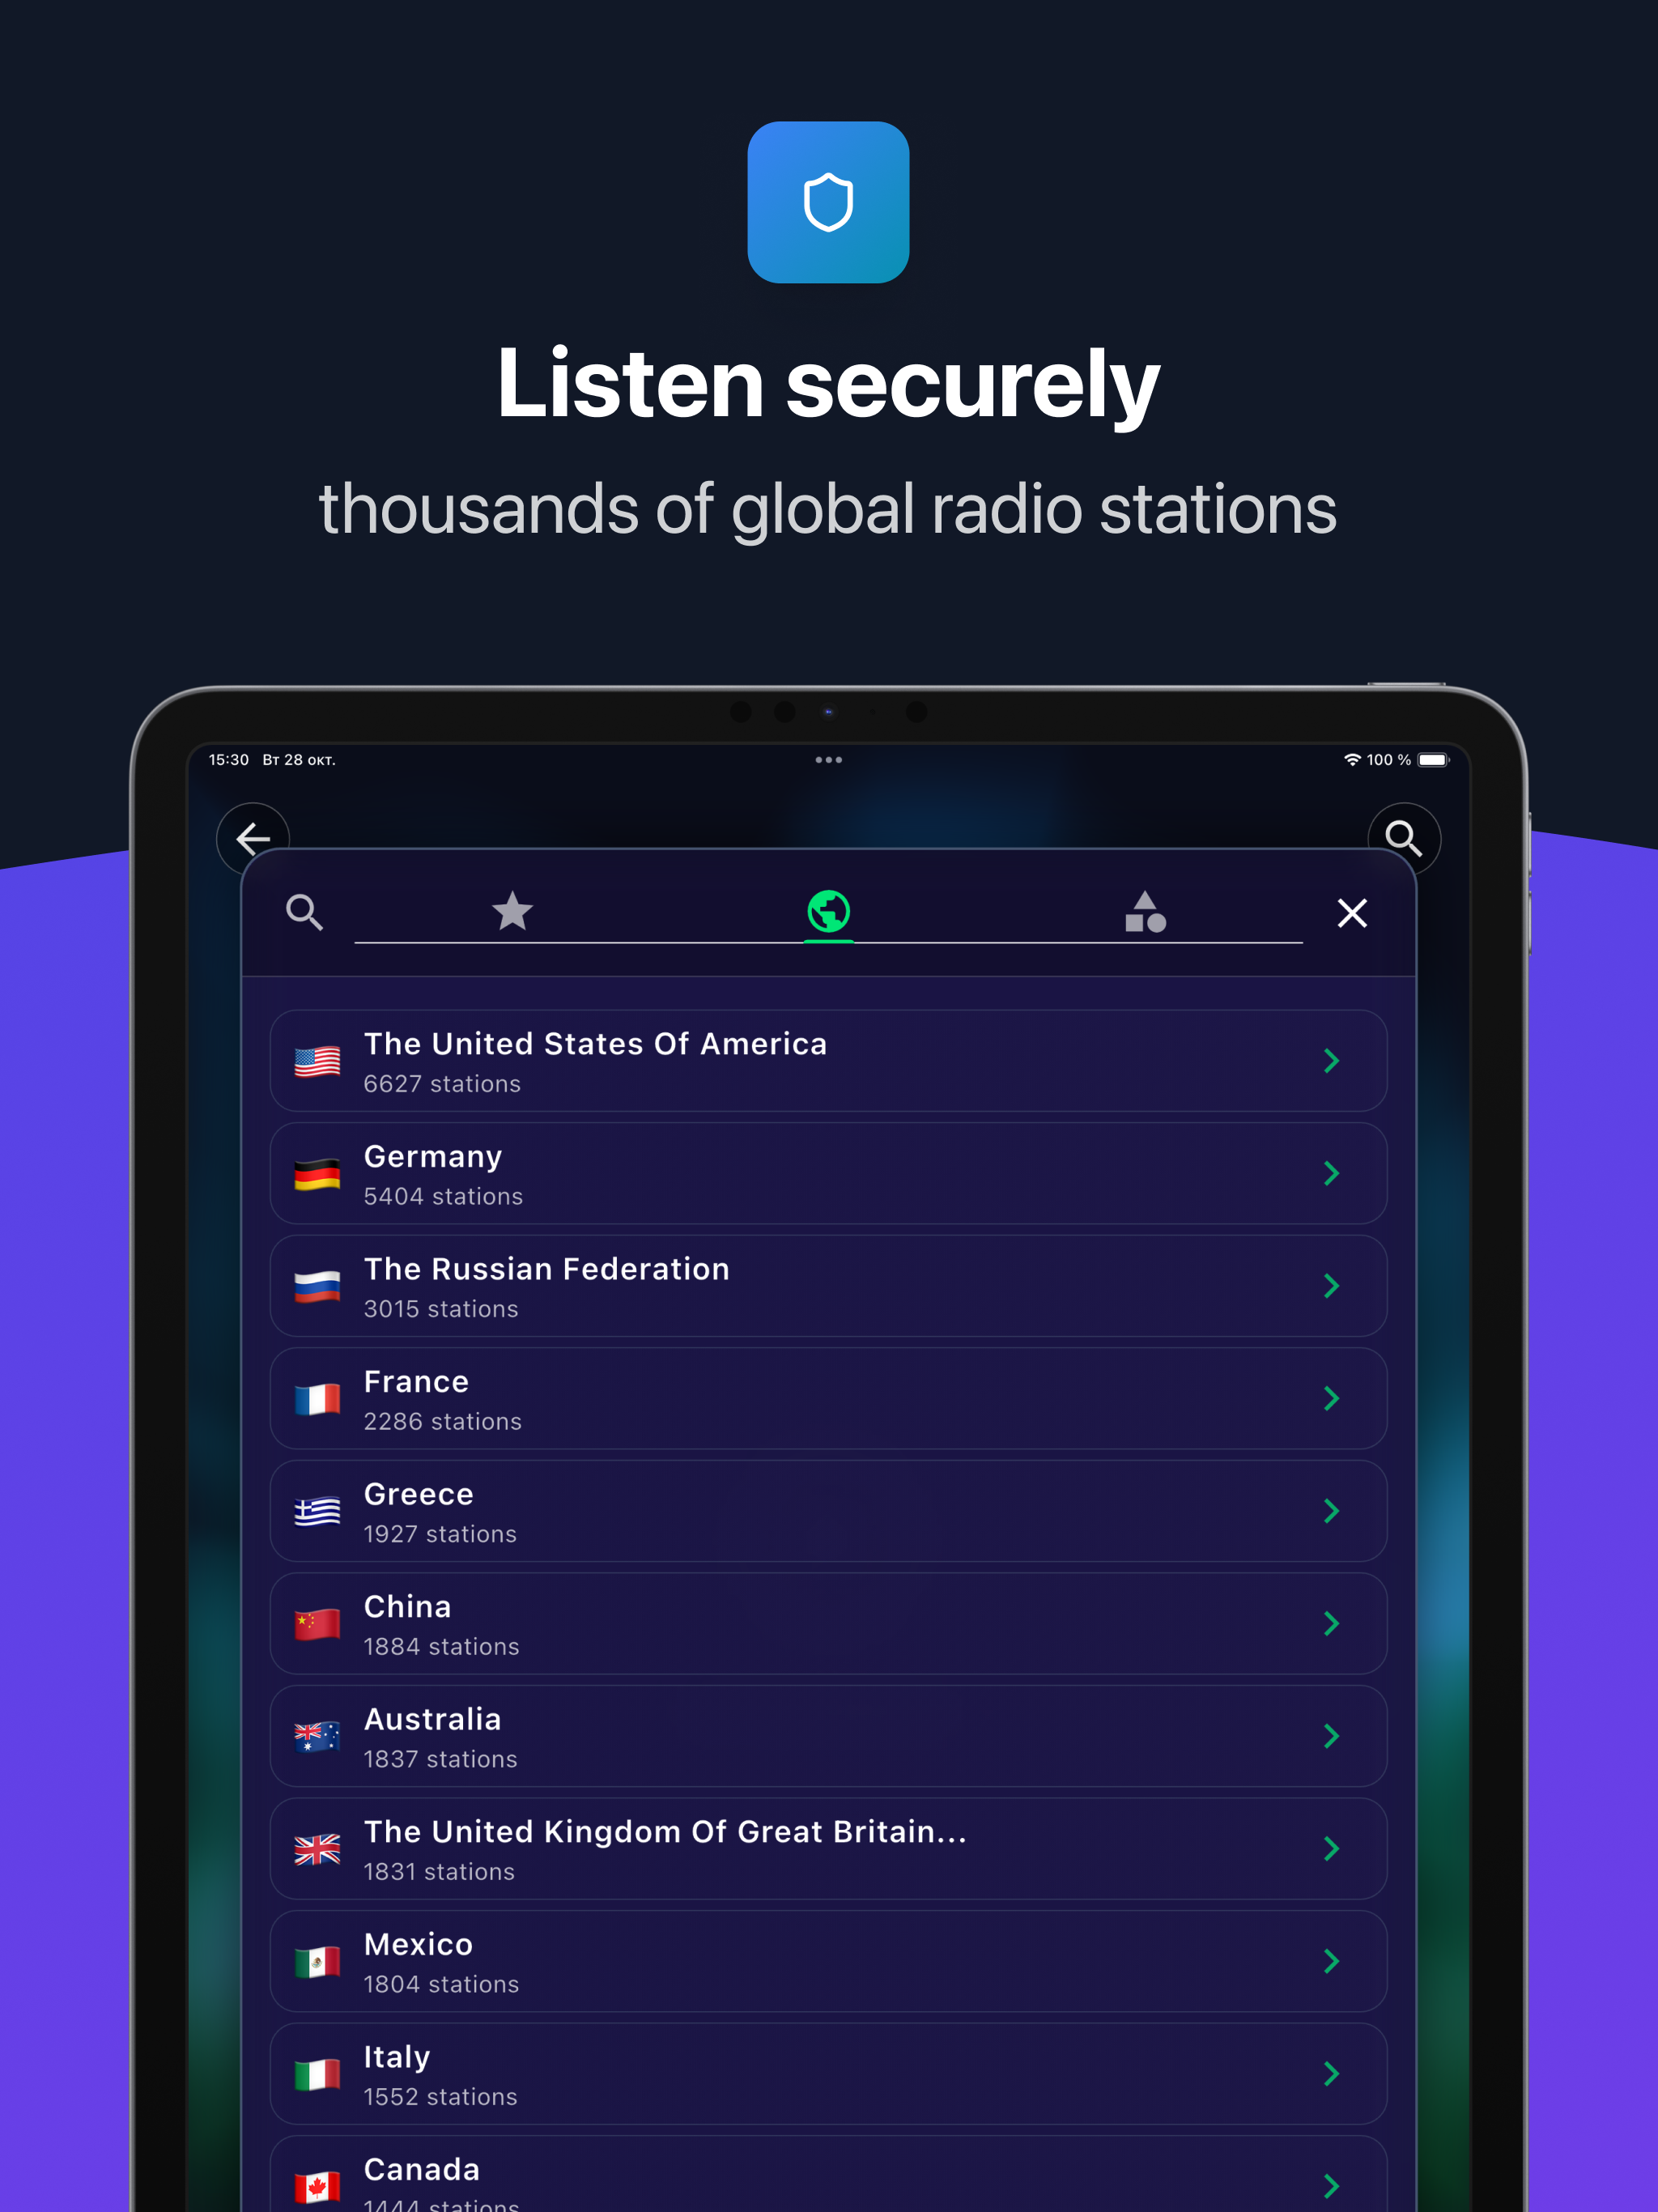 Listen securely
thousands of global radio stations
15:30 Вт 28 окт.
100 %
The United States Of America
6627 stations
Germany
5404 stations
The Russian Federation
3015 stations
France
2286 stations
Greece
1927 stations
China
1884 stations
Australia
1837 stations
The United Kingdom Of Great Britain...
1831 stations
Mexico
1804 stations
Italy
1552 stations
Canada
1444 stations